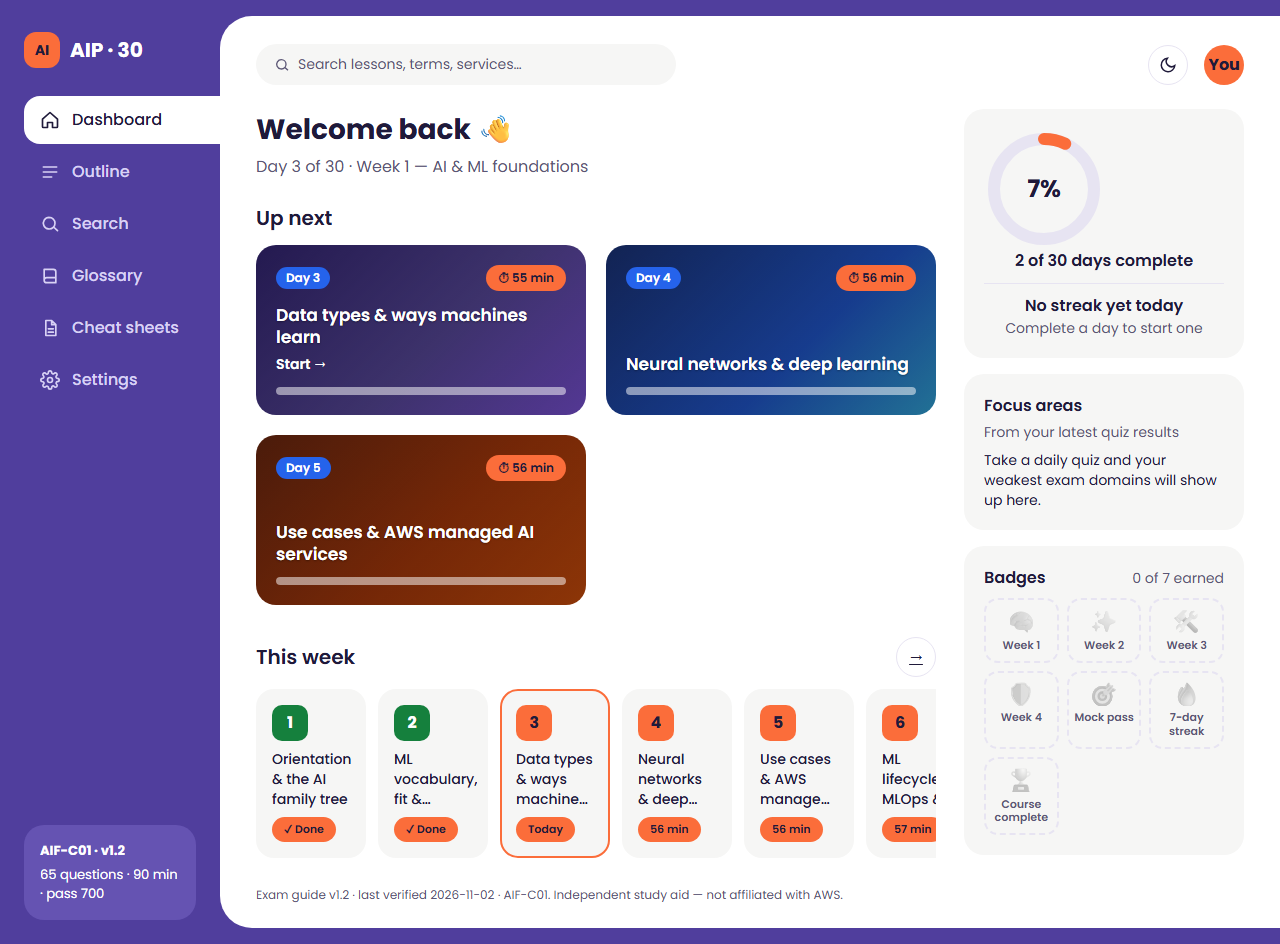 AI
AIP · 30
Dashboard
Outline
Search
Glossary
Cheat sheets
Settings
AIF-C01 · v1.2
65 questions · 90 min
· pass 700
Search lessons, terms, services...
You
Welcome back 👋
Day 3 of 30 · Week 1 — AI & ML foundations
Up next
Day 3
⏱ 55 min
Data types & ways machines
learn
Start →
Day 4
⏱ 56 min
Neural networks & deep learning
Day 5
⏱ 56 min
Use cases & AWS managed AI
services
This week
→
1
Orientation
& the AI
family tree
✓ Done
2
ML
vocabulary,
fit &...
✓ Done
3
Data types
& ways
machine...
Today
4
Neural
networks
& deep...
56 min
5
Use cases
& AWS
manage...
56 min
6
ML
lifecycle
MLOps &
57 min
Exam guide v1.2 · last verified 2026-11-02 · AIF-C01. Independent study aid — not affiliated with AWS.
7%
2 of 30 days complete
No streak yet today
Complete a day to start one
Focus areas
From your latest quiz results
Take a daily quiz and your
weakest exam domains will show
up here.
Badges
0 of 7 earned
Week 1
Week 2
Week 3
Week 4
Mock pass
7-day
streak
Course
complete